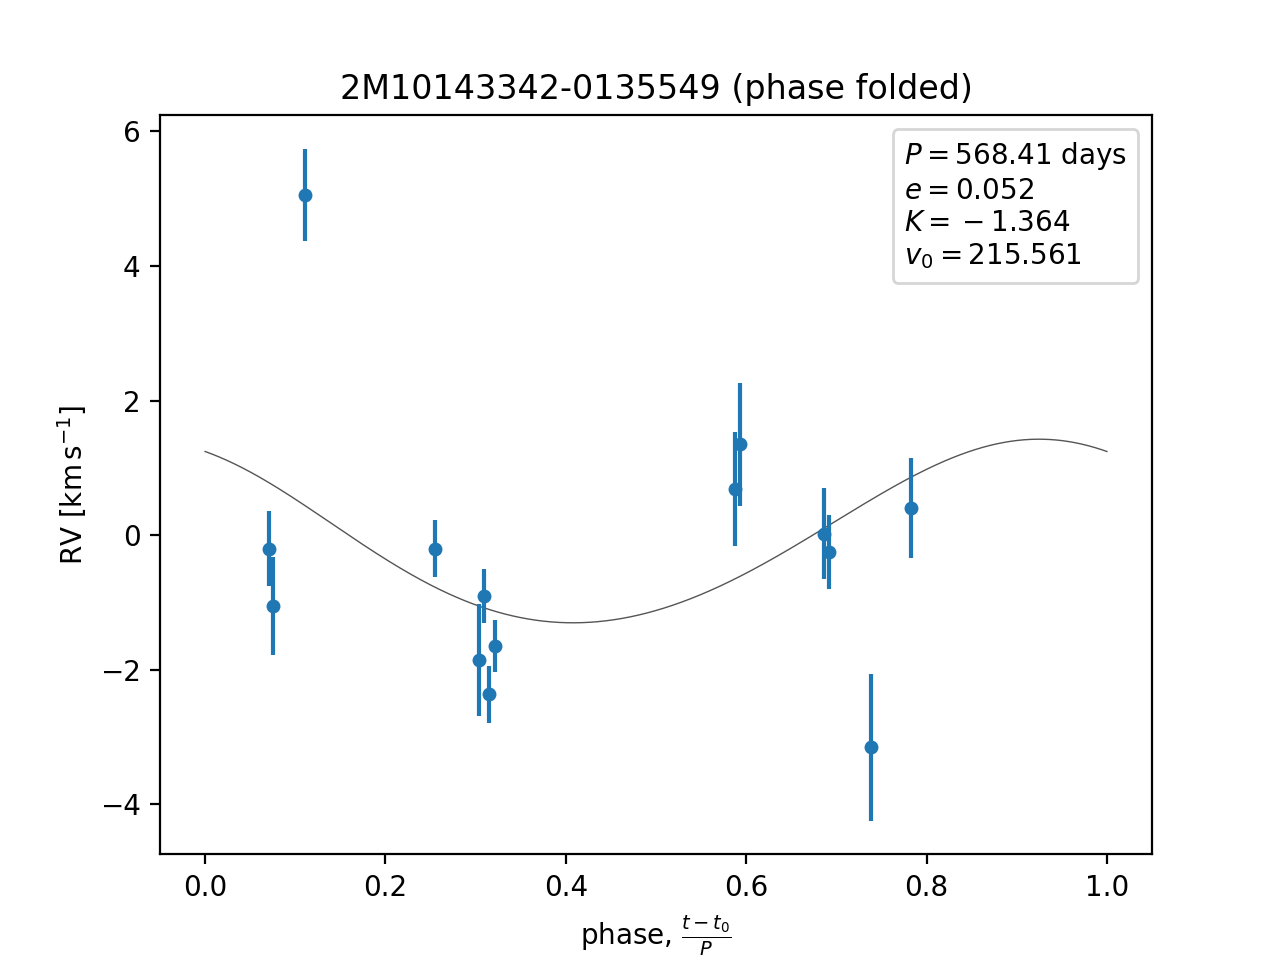 2M10143342-0135549 (phase folded)
P = 568.41 days
e = 0.052
K = −1.364
v₀ = 215.561
RV [km s⁻¹]
6
4
2
0
−2
−4
0.0 0.2 0.4 0.6 0.8 1.0
phase, (t − t₀)/P